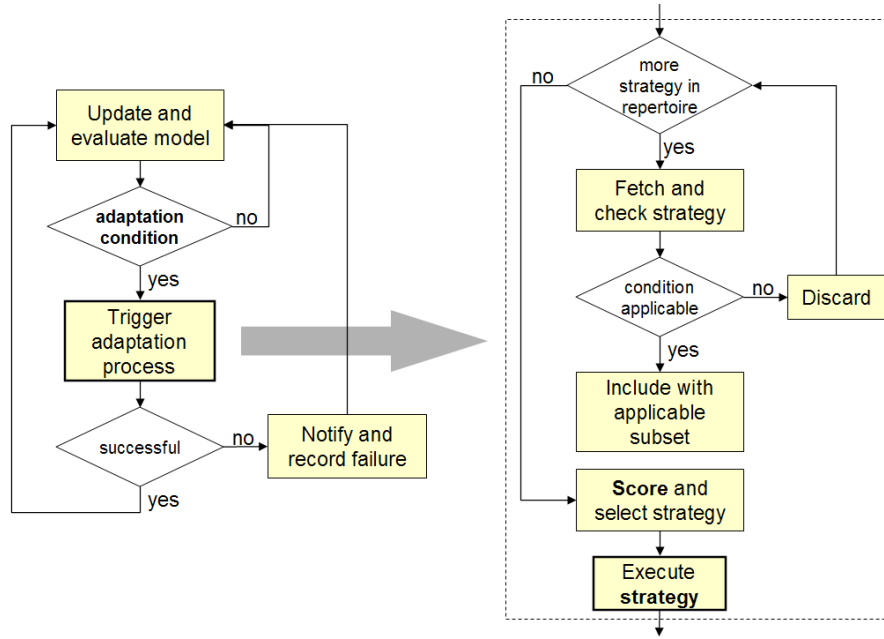 Update and
evaluate model
adaptation
condition
no
yes
Trigger
adaptation
process
successful
no
Notify and
record failure
yes
no
more
strategy in
repertoire
yes
Fetch and
check strategy
condition
applicable
no
Discard
yes
Include with
applicable
subset
Score and
select strategy
Execute
strategy